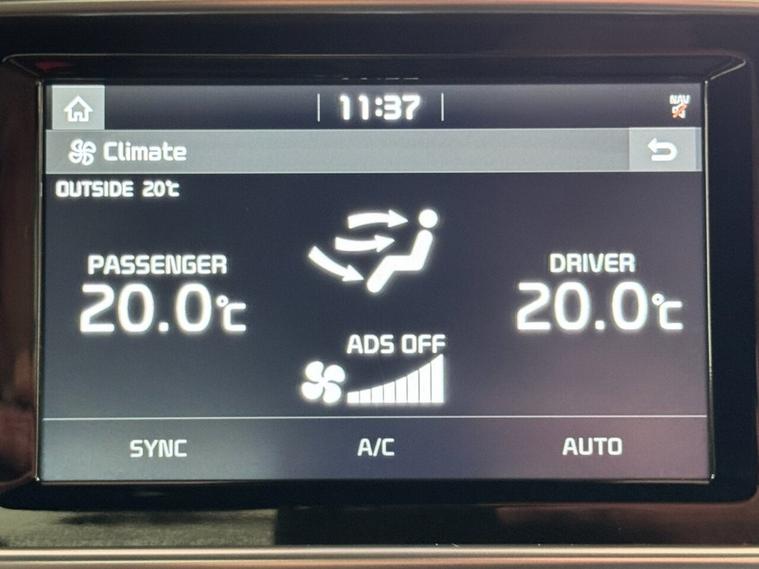 11:37
NAV
Climate
OUTSIDE 20℃
PASSENGER
20.0℃
DRIVER
20.0℃
ADS OFF
SYNC
A/C
AUTO